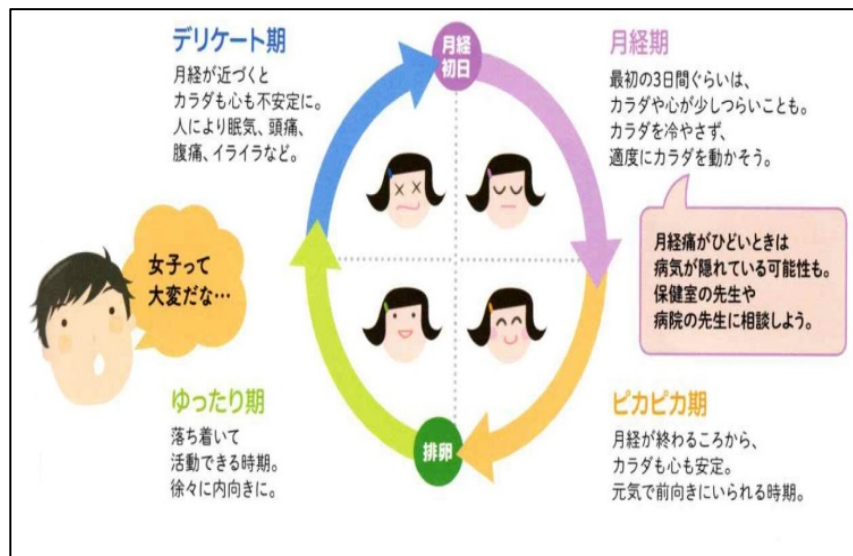 デリケート期
月経が近づくと
カラダも心も不安定に。
人により眠気、頭痛、
腹痛、イライラなど。
月経
初日
月経期
最初の3日間ぐらいは、
カラダや心が少しつらいことも。
カラダを冷やさず、
適度にカラダを動かそう。
女子って
大変だな…
月経痛がひどいときは
病気が隠れている可能性も。
保健室の先生や
病院の先生に相談しよう。
ゆったり期
落ち着いて
活動できる時期。
徐々に内向きに。
排卵
ピカピカ期
月経が終わるころから、
カラダも心も安定。
元気で前向きにいられる時期。